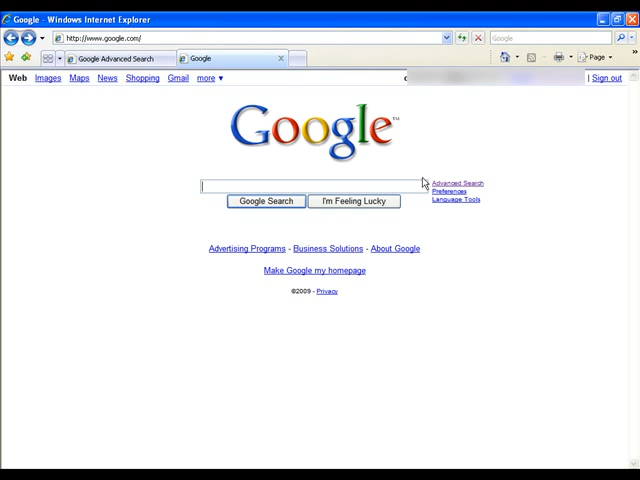 Google - Windows Internet Explorer
http://www.google.com/
Google
Google Advanced Search
Google
Page
»
Web Images Maps News Shopping Gmail more ▼
| Sign out
Google™
Advanced Search
Preferences
Language Tools
Google Search I'm Feeling Lucky
Advertising Programs - Business Solutions - About Google
Make Google my homepage
©2009 - Privacy